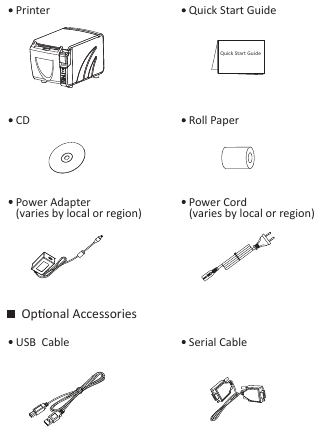 • Printer
• Quick Start Guide
Quick Start Guide
• CD
• Roll Paper
• Power Adapter
(varies by local or region)
• Power Cord
(varies by local or region)
■ Optional Accessories
• USB Cable
• Serial Cable